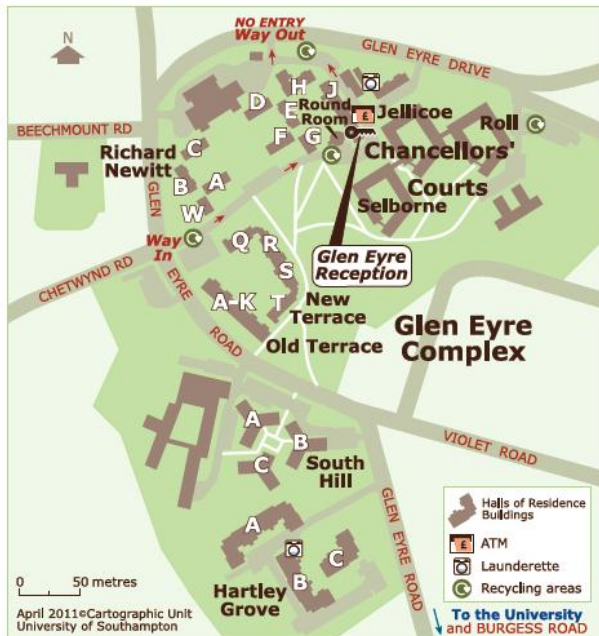 NO ENTRY
Way Out
GLEN EYRE DRIVE
N
H
J
D
E
Round
Room
£
Jellicoe
Roll
BEECHMOUNT RD
F
G
Chancellors'
Richard
Newitt
C
Courts
B
A
Selborne
GLEN
W
Way
In
Q
R
Glen Eyre
Reception
CHETWYND RD
S
EYRE
A-K
T
New
Terrace
Glen Eyre
Complex
ROAD
Old Terrace
A
B
VIOLET ROAD
C
South
Hill
GLEN EYRE ROAD
A
C
B
Hartley
Grove
Halls of Residence
Buildings
£
ATM
Launderette
Recycling areas
0 50 metres
April 2011©Cartographic Unit
University of Southampton
To the University
and BURGESS ROAD